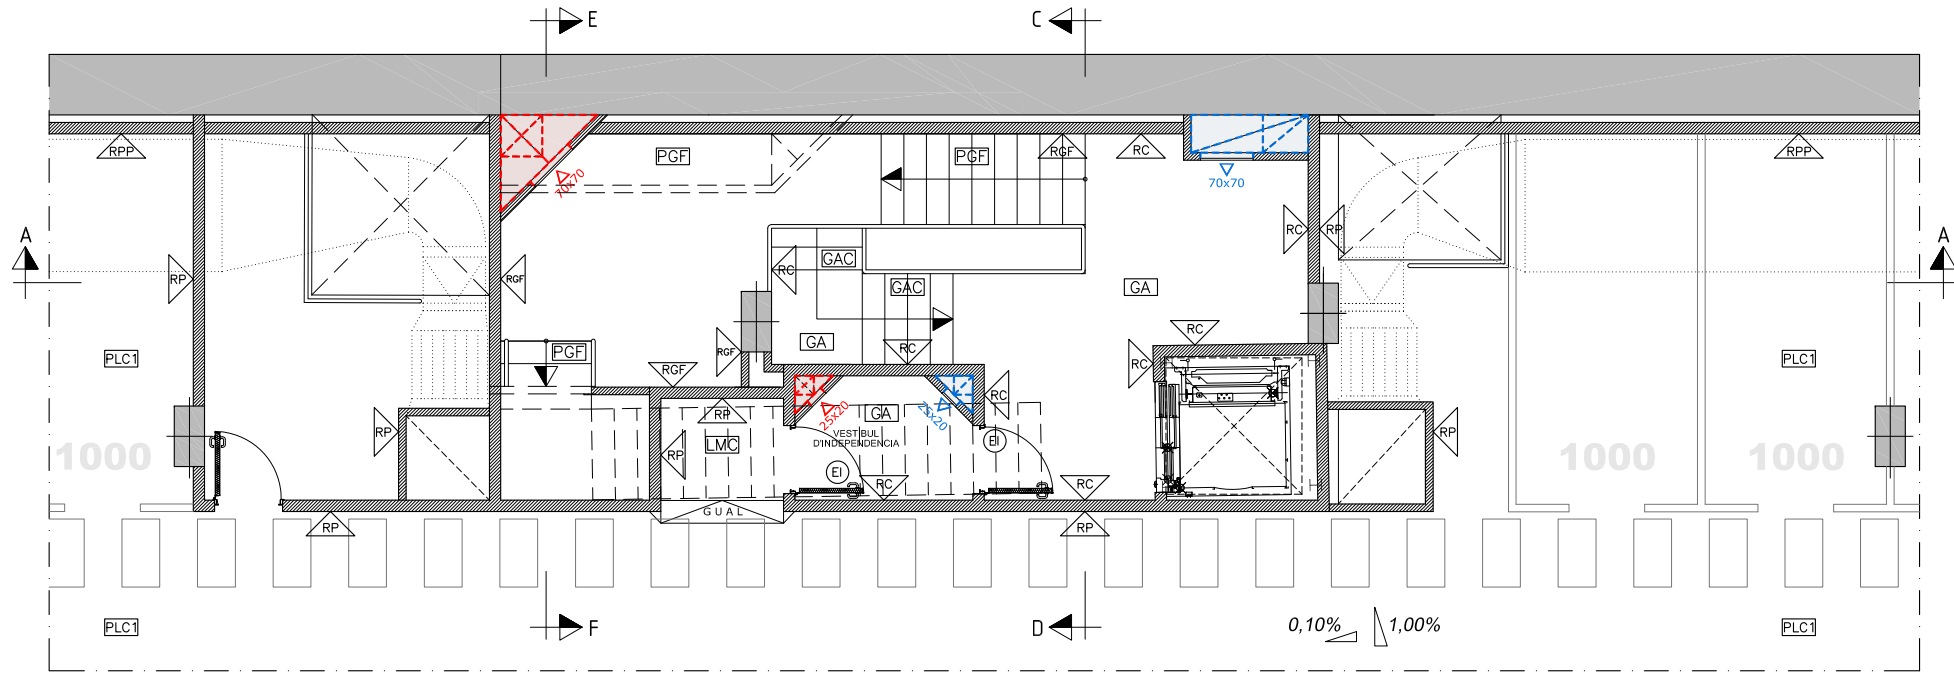 E
C
RPP
PGF
PGF
RGF
RC
RPP
70x70
70x70
A
RC
RP
A
GAC
RC
RP
RGF
GAC
GA
RC
GA
RC
PLC1
RGF
PGF
RGF
RC
PLC1
RC
RP
GA
RP
25x20
25x20
VESTIBUL
D'INDEPENDENCIA
RP
LMC
RP
EI
EI
RP
1000
1000
1000
RC
RC
GUAL
RP
RP
PLC1
F
D
0,10%
1,00%
PLC1